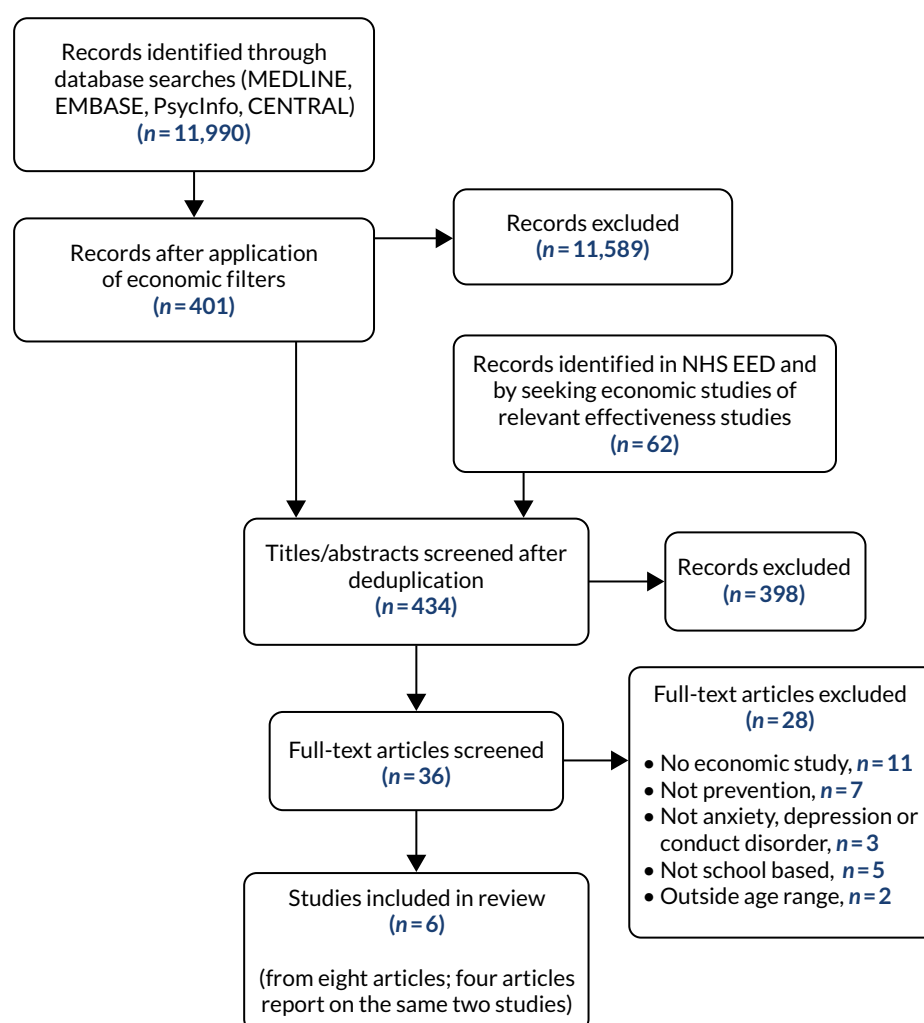 Records identified through
database searches (MEDLINE,
EMBASE, PsycInfo, CENTRAL)
(n = 11,990)
Records after application
of economic filters
(n = 401)
Records excluded
(n = 11,589)
Records identified in NHS EED and
by seeking economic studies of
relevant effectiveness studies
(n = 62)
Titles/abstracts screened after
deduplication
(n = 434)
Records excluded
(n = 398)
Full-text articles screened
(n = 36)
Full-text articles excluded
(n = 28)
• No economic study, n = 11
• Not prevention, n = 7
• Not anxiety, depression or
conduct disorder, n = 3
• Not school based, n = 5
• Outside age range, n = 2
Studies included in review
(n = 6)
(from eight articles; four articles
report on the same two studies)